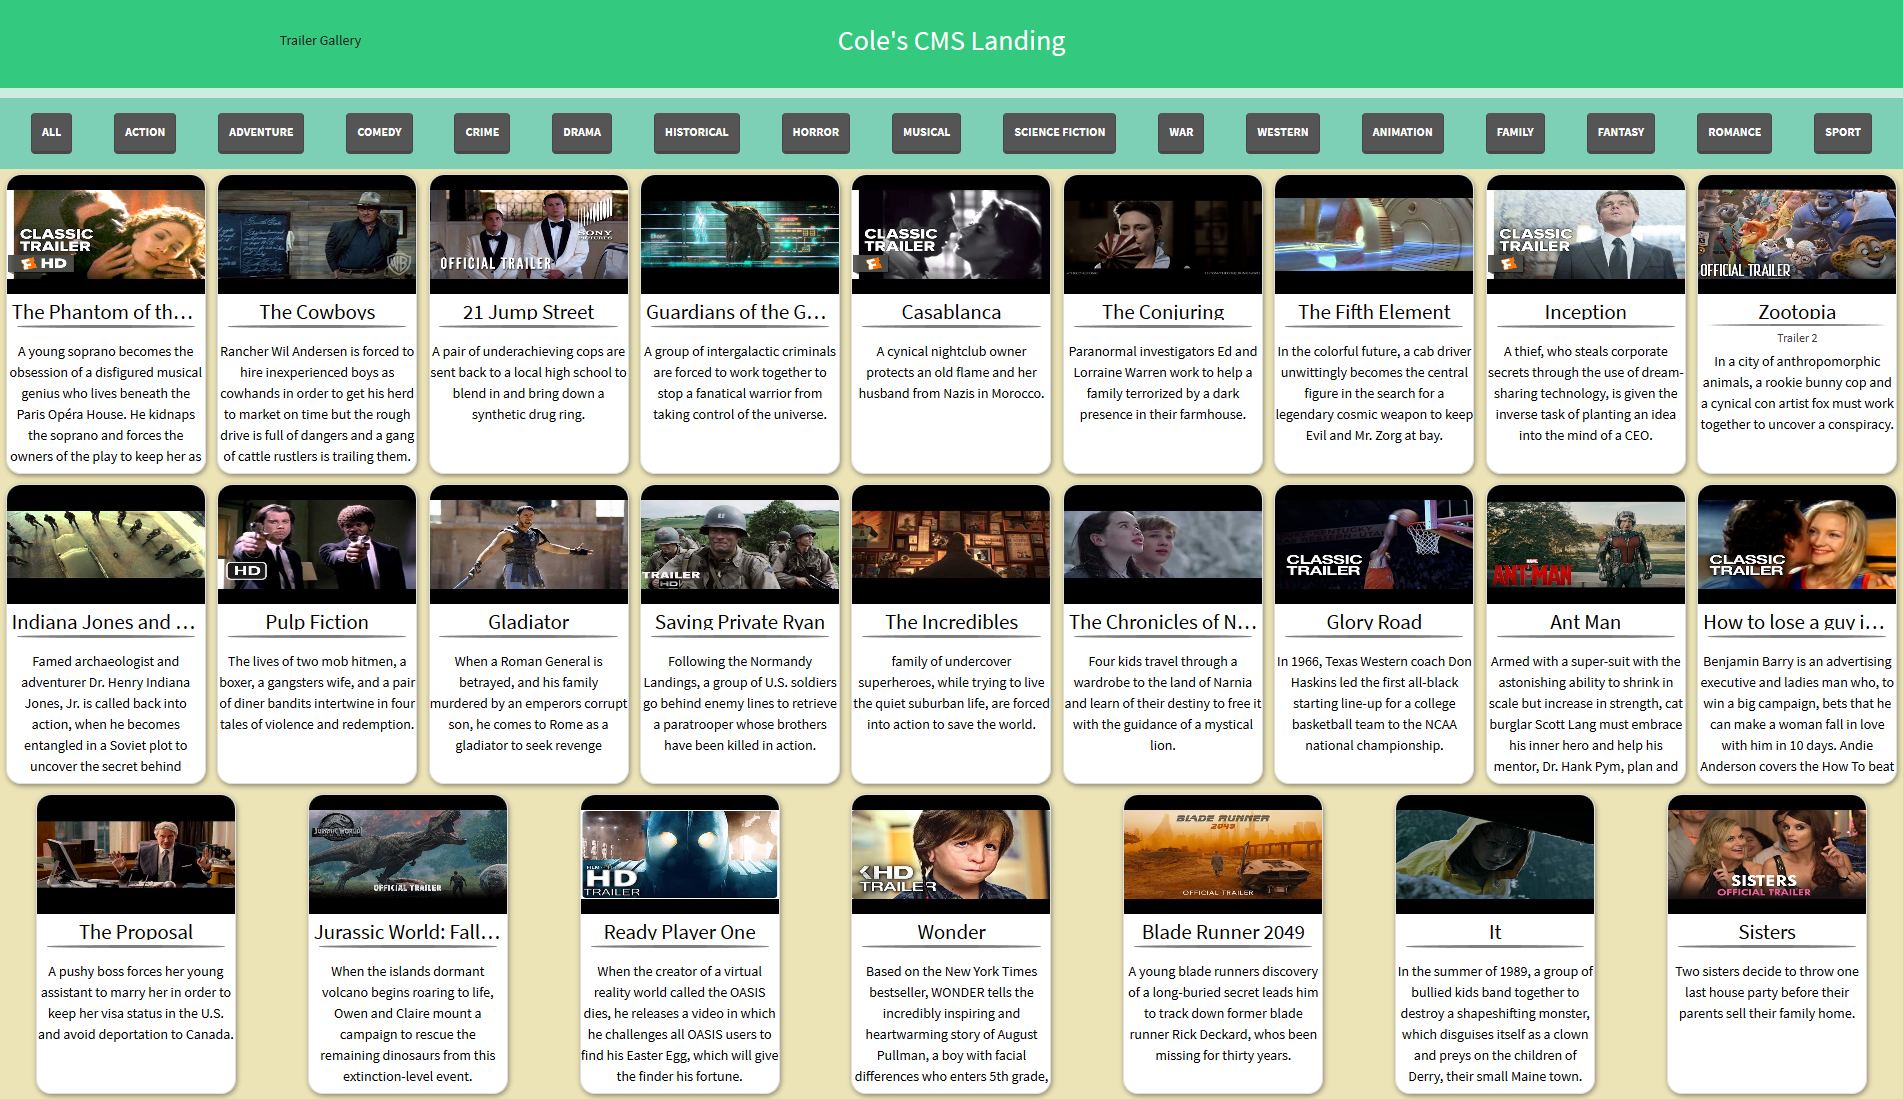 Trailer Gallery
Cole's CMS Landing
ALL
ACTION
ADVENTURE
COMEDY
CRIME
DRAMA
HISTORICAL
HORROR
MUSICAL
SCIENCE FICTION
WAR
WESTERN
ANIMATION
FAMILY
FANTASY
ROMANCE
SPORT
CLASSIC
TRAILER
HD
The Phantom of th...
A young soprano becomes the
obsession of a disfigured musical
genius who lives beneath the
Paris Opéra House. He kidnaps
the soprano and forces the
owners of the play to keep her as
WB
The Cowboys
Rancher Wil Andersen is forced to
hire inexperienced boys as
cowhands in order to get his herd
to market on time but the rough
drive is full of dangers and a gang
of cattle rustlers is trailing them.
SONY
PICTURES
OFFICIAL TRAILER
21 Jump Street
A pair of underachieving cops are
sent back to a local high school to
blend in and bring down a
synthetic drug ring.
Guardians of the G...
A group of intergalactic criminals
are forced to work together to
stop a fanatical warrior from
taking control of the universe.
CLASSIC
TRAILER
Casablanca
A cynical nightclub owner
protects an old flame and her
husband from Nazis in Morocco.
The Conjuring
Paranormal investigators Ed and
Lorraine Warren work to help a
family terrorized by a dark
presence in their farmhouse.
The Fifth Element
In the colorful future, a cab driver
unwittingly becomes the central
figure in the search for a
legendary cosmic weapon to keep
Evil and Mr. Zorg at bay.
CLASSIC
TRAILER
Inception
A thief, who steals corporate
secrets through the use of dream-
sharing technology, is given the
inverse task of planting an idea
into the mind of a CEO.
OFFICIAL TRAILER
Zootopia
Trailer 2
In a city of anthropomorphic
animals, a rookie bunny cop and
a cynical con artist fox must work
together to uncover a conspiracy.
Indiana Jones and ...
Famed archaeologist and
adventurer Dr. Henry Indiana
Jones, Jr. is called back into
action, when he becomes
entangled in a Soviet plot to
uncover the secret behind
HD
Pulp Fiction
The lives of two mob hitmen, a
boxer, a gangsters wife, and a pair
of diner bandits intertwine in four
tales of violence and redemption.
Gladiator
When a Roman General is
betrayed, and his family
murdered by an emperors corrupt
son, he comes to Rome as a
gladiator to seek revenge
TRAILER
HD
Saving Private Ryan
Following the Normandy
Landings, a group of U.S. soldiers
go behind enemy lines to retrieve
a paratrooper whose brothers
have been killed in action.
The Incredibles
family of undercover
superheroes, while trying to live
the quiet suburban life, are forced
into action to save the world.
The Chronicles of N...
Four kids travel through a
wardrobe to the land of Narnia
and learn of their destiny to free it
with the guidance of a mystical
lion.
CLASSIC
TRAILER
Glory Road
In 1966, Texas Western coach Don
Haskins led the first all-black
starting line-up for a college
basketball team to the NCAA
national championship.
ANT-MAN
Ant Man
Armed with a super-suit with the
astonishing ability to shrink in
scale but increase in strength, cat
burglar Scott Lang must embrace
his inner hero and help his
mentor, Dr. Hank Pym, plan and
CLASSIC
TRAILER
How to lose a guy i...
Benjamin Barry is an advertising
executive and ladies man who, to
win a big campaign, bets that he
can make a woman fall in love
with him in 10 days. Andie
Anderson covers the How To beat
The Proposal
A pushy boss forces her young
assistant to marry her in order to
keep her visa status in the U.S.
and avoid deportation to Canada.
JURASSIC WORLD
OFFICIAL TRAILER
Jurassic World: Fall...
When the islands dormant
volcano begins roaring to life,
Owen and Claire mount a
campaign to rescue the
remaining dinosaurs from this
extinction-level event.
HD
TRAILER
Ready Player One
When the creator of a virtual
reality world called the OASIS
dies, he releases a video in which
he challenges all OASIS users to
find his Easter Egg, which will give
the finder his fortune.
HD
TRAILER
Wonder
Based on the New York Times
bestseller, WONDER tells the
incredibly inspiring and
heartwarming story of August
Pullman, a boy with facial
differences who enters 5th grade,
BLADE RUNNER
2049
OFFICIAL TRAILER
Blade Runner 2049
A young blade runners discovery
of a long-buried secret leads him
to track down former blade
runner Rick Deckard, whos been
missing for thirty years.
It
In the summer of 1989, a group of
bullied kids band together to
destroy a shapeshifting monster,
which disguises itself as a clown
and preys on the children of
Derry, their small Maine town.
SISTERS
OFFICIAL TRAILER
Sisters
Two sisters decide to throw one
last house party before their
parents sell their family home.